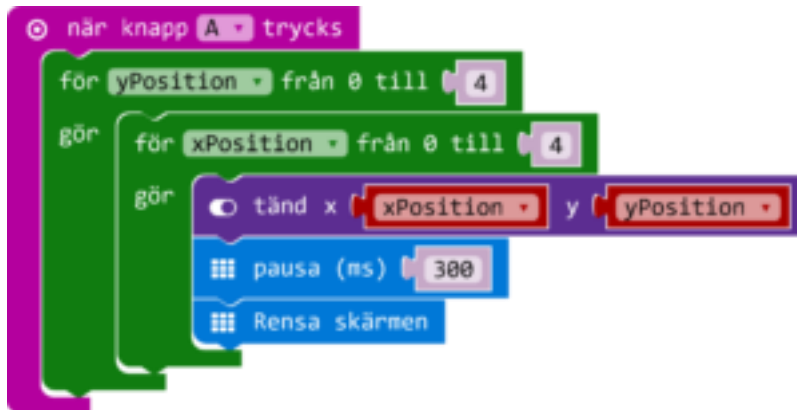 när knapp A trycks
för yPosition från 0 till 4
gör för xPosition från 0 till 4
gör tänd x xPosition y yPosition
pausa (ms) 300
Rensa skärmen